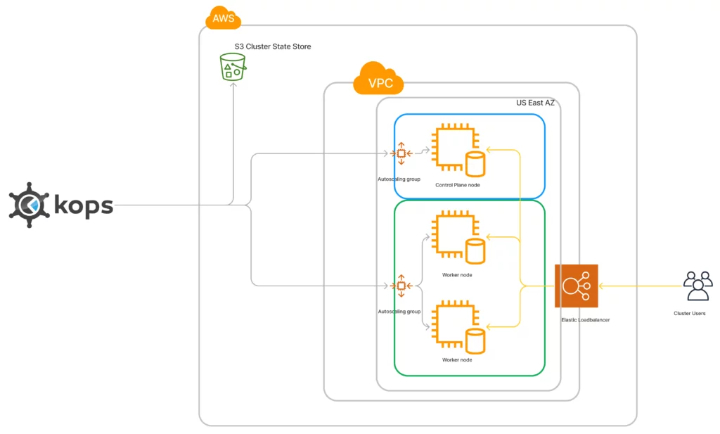 AWS
S3 Cluster State Store
VPC
US East AZ
Autoscaling group
Control Plane node
kops
Worker node
Autoscaling group
Elastic Loadbalancer
Cluster Users
Worker node